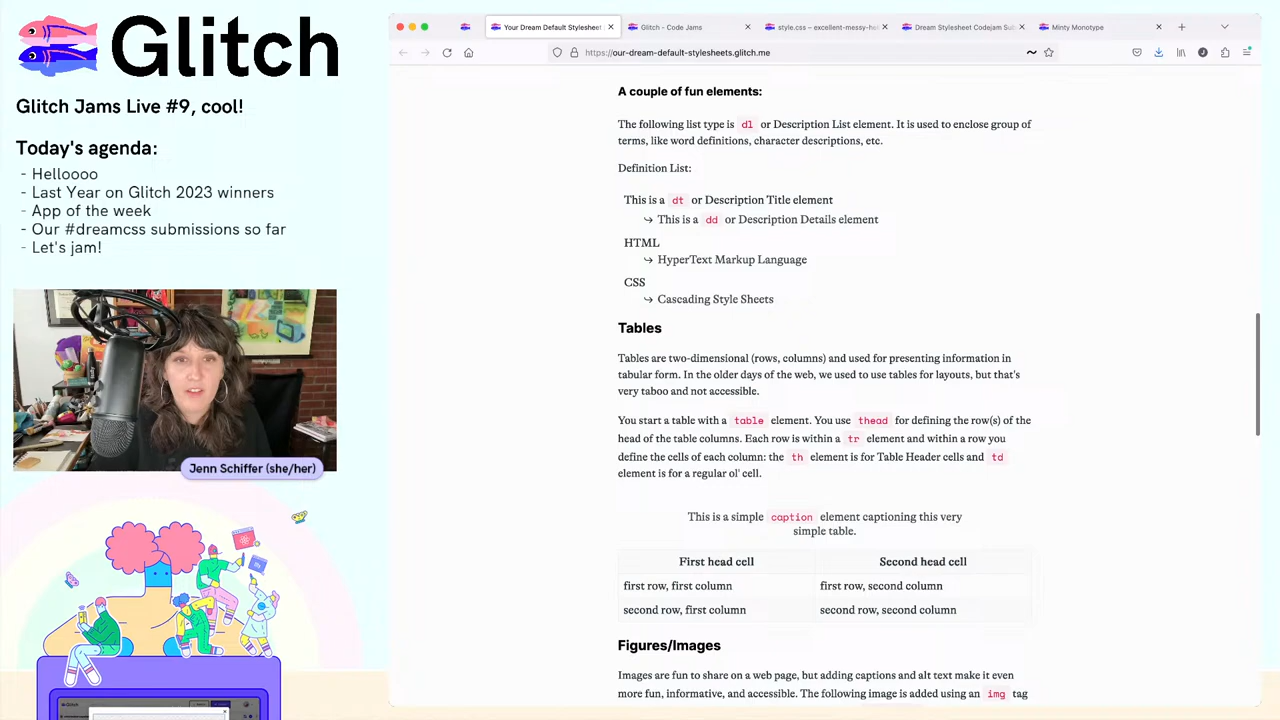 Glitch
Glitch Jams Live #9, cool!
Today's agenda:
- Helloooo
- Last Year on Glitch 2023 winners
- App of the week
- Our #dreamcss submissions so far
- Let's jam!
Jenn Schiffer (she/her)
Your Dream Default Stylesheet
Glitch - Code Jams
style.css – excellent-messy-ha
Dream Stylesheet Codejam Su
Minty Monotype
https://our-dream-default-stylesheets.glitch.me
A couple of fun elements:
The following list type is dl or Description List element. It is used to enclose group of
terms, like word definitions, character descriptions, etc.
Definition List:
This is a dt or Description Title element
↪ This is a dd or Description Details element
HTML
↪ HyperText Markup Language
CSS
↪ Cascading Style Sheets
Tables
Tables are two-dimensional (rows, columns) and used for presenting information in
tabular form. In the older days of the web, we used to use tables for layouts, but that's
very taboo and not accessible.
You start a table with a table element. You use thead for defining the row(s) of the
head of the table columns. Each row is within a tr element and within a row you
define the cells of each column: the th element is for Table Header cells and td
element is for a regular ol' cell.
This is a simple caption element captioning this very
simple table.
First head cell Second head cell
first row, first column first row, second column
second row, first column second row, second column
Figures/Images
Images are fun to share on a web page, but adding captions and alt text make it even
more fun, informative, and accessible. The following image is added using an img tag